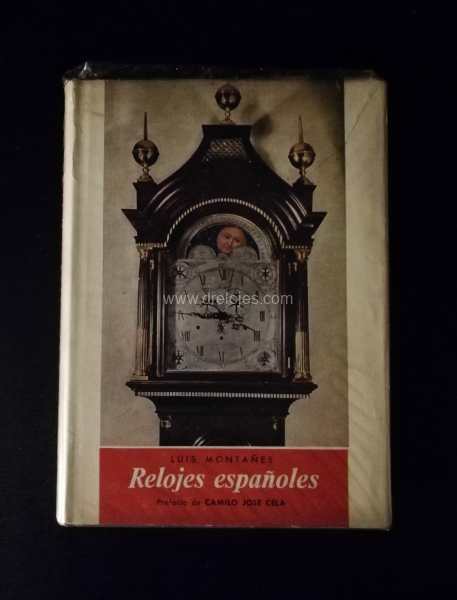 www.drelojes.com
LUIS MONTAÑES
Relojes españoles
Prefacio de CAMILO JOSE CELA